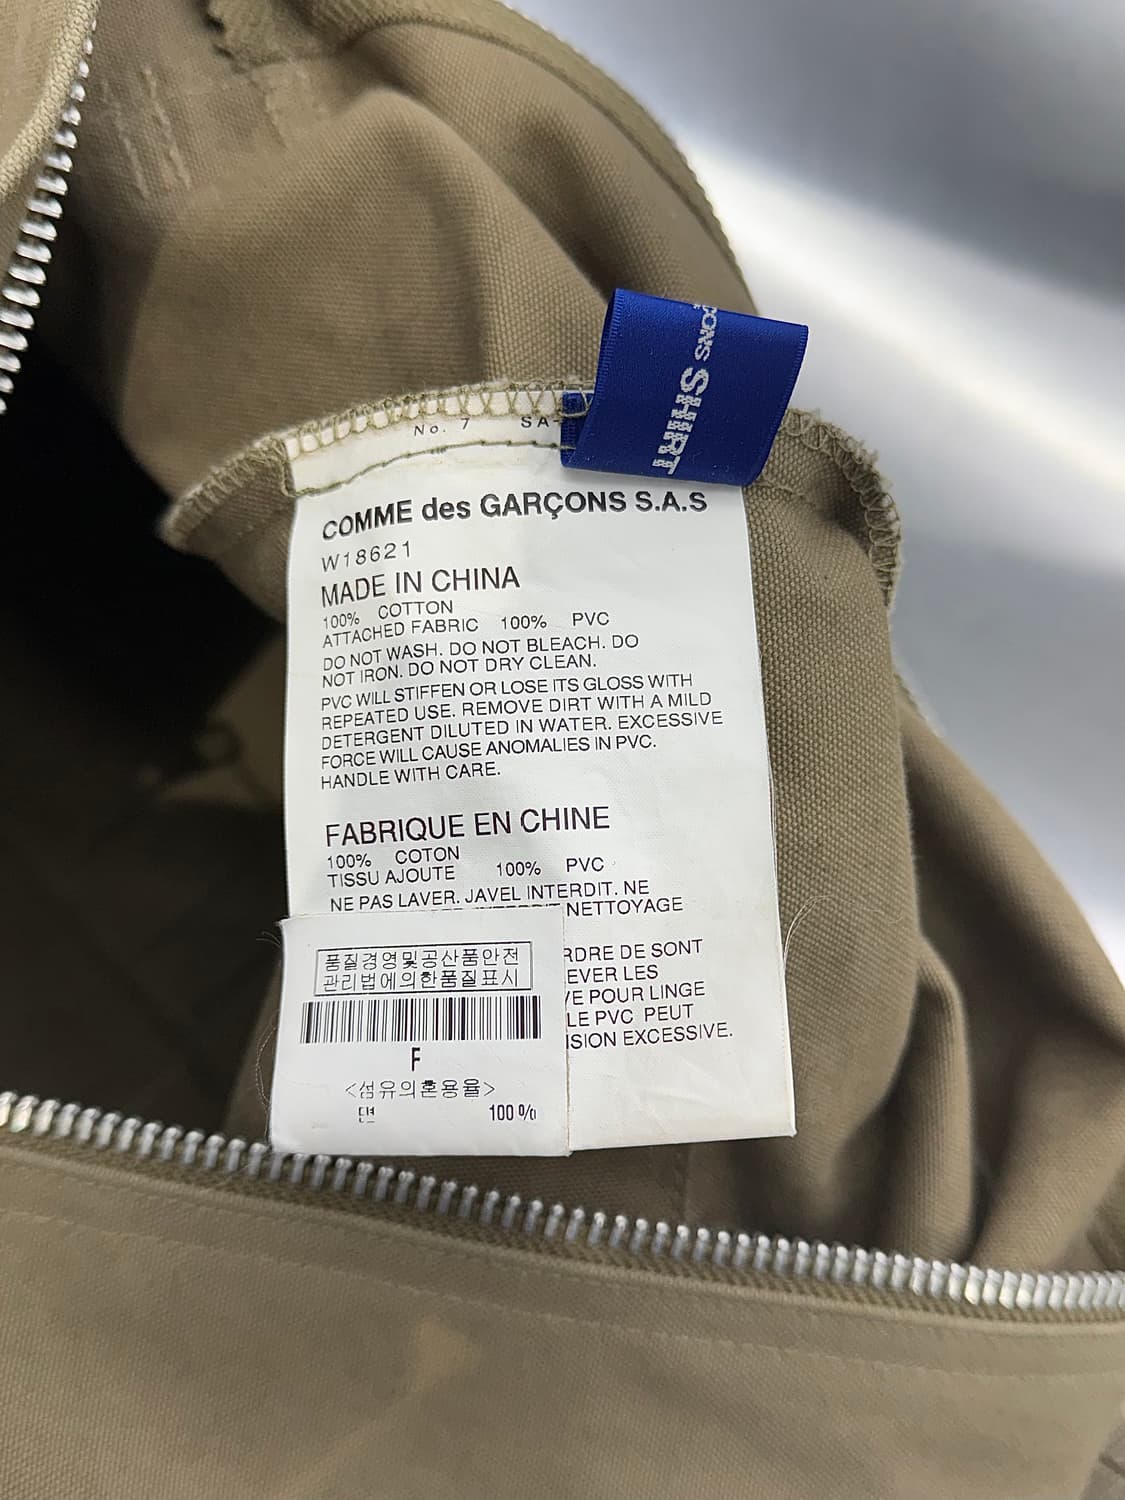 ÇONS SHIRT
No. 7 SA-
COMME des GARÇONS S.A.S
W18621
MADE IN CHINA
100% COTTON
ATTACHED FABRIC 100% PVC
DO NOT WASH. DO NOT BLEACH. DO
NOT IRON. DO NOT DRY CLEAN.
PVC WILL STIFFEN OR LOSE ITS GLOSS WITH
REPEATED USE. REMOVE DIRT WITH A MILD
DETERGENT DILUTED IN WATER. EXCESSIVE
FORCE WILL CAUSE ANOMALIES IN PVC.
HANDLE WITH CARE.
FABRIQUE EN CHINE
100% COTON
TISSU AJOUTE 100% PVC
NE PAS LAVER. JAVEL INTERDIT. NE
NETTOYAGE
RDRE DE SONT
EVER LES
VE POUR LINGE
LE PVC PEUT
SION EXCESSIVE.
품질경영및공산품안전
관리법에의한품질표시
F
<섬유의혼용율>
면 100%